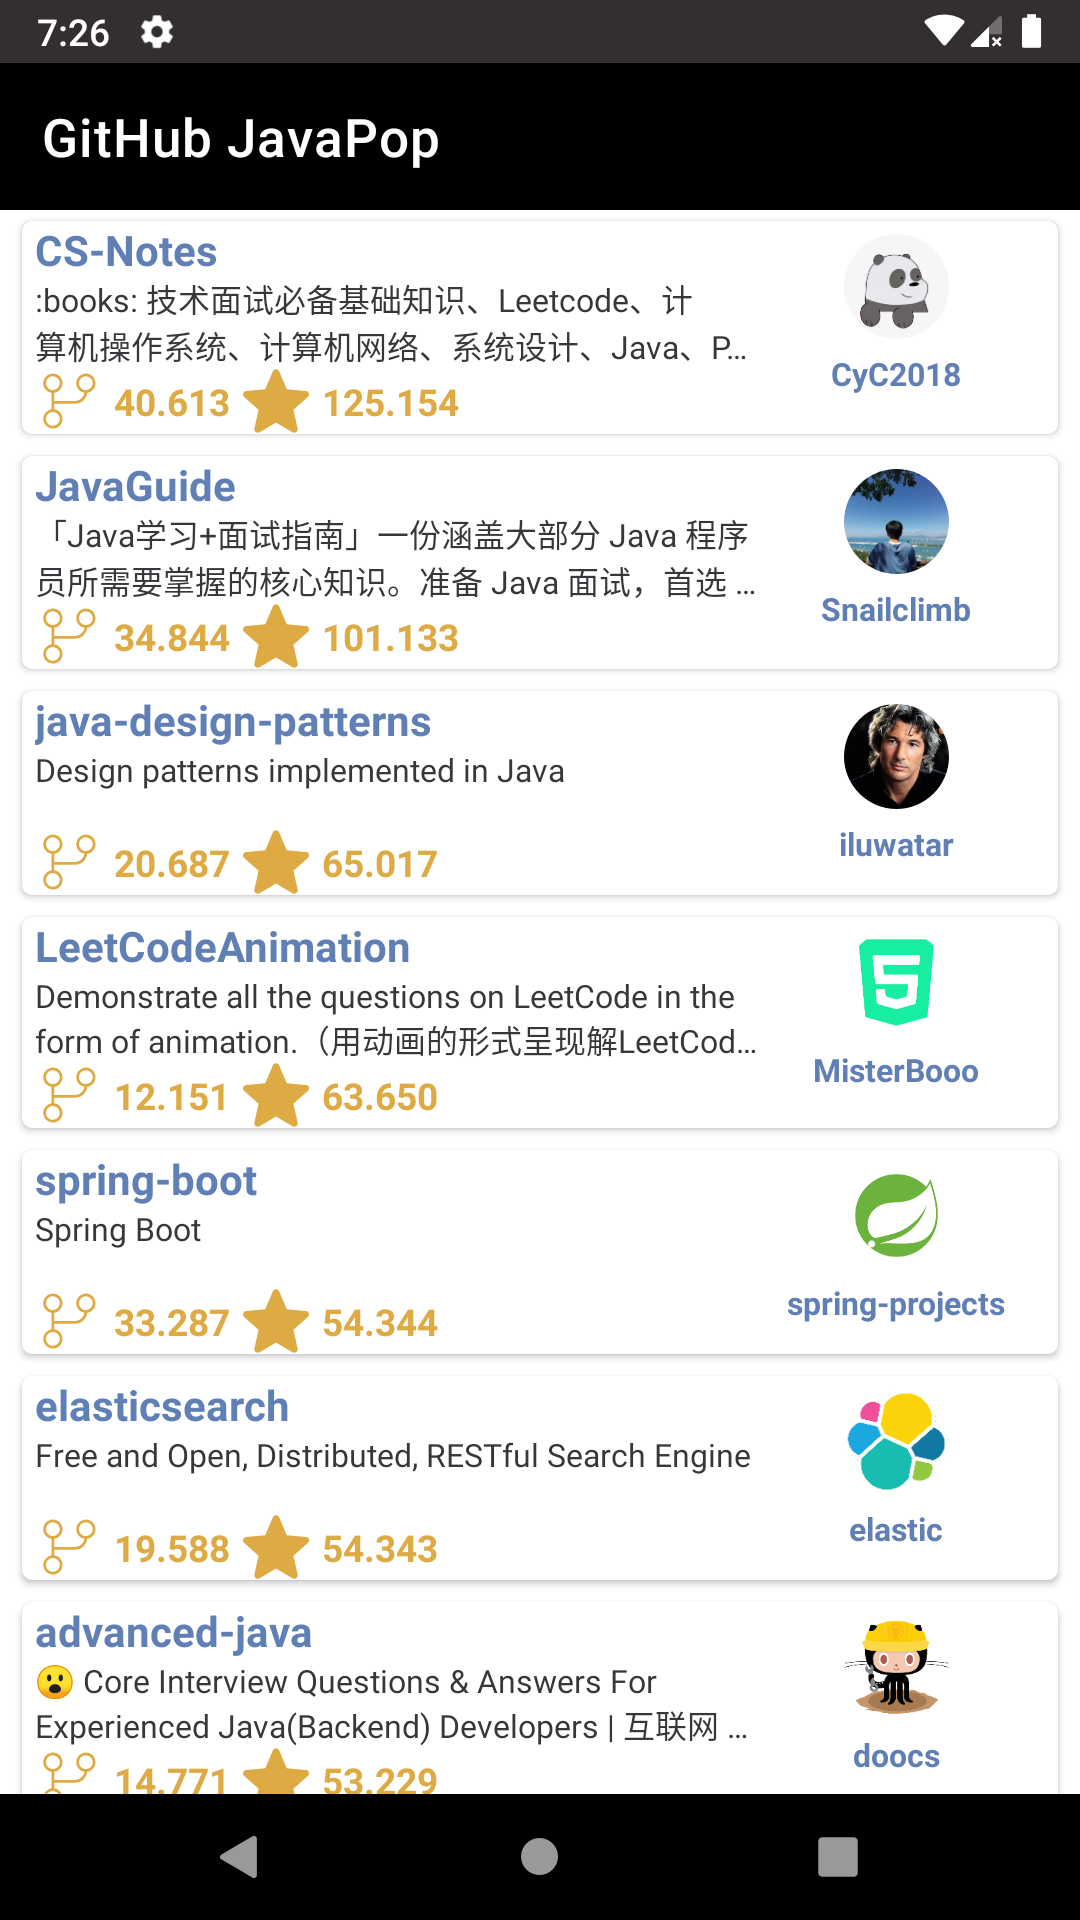 7:26
GitHub JavaPop
CS-Notes
:books: 技术面试必备基础知识、Leetcode、计
算机操作系统、计算机网络、系统设计、Java、P...
40.613 125.154
CyC2018
JavaGuide
「Java学习+面试指南」一份涵盖大部分 Java 程序
员所需要掌握的核心知识。准备 Java 面试，首选 ...
34.844 101.133
Snailclimb
java-design-patterns
Design patterns implemented in Java
20.687 65.017
iluwatar
LeetCodeAnimation
Demonstrate all the questions on LeetCode in the
form of animation.（用动画的形式呈现解LeetCod...
12.151 63.650
MisterBooo
spring-boot
Spring Boot
33.287 54.344
spring-projects
elasticsearch
Free and Open, Distributed, RESTful Search Engine
19.588 54.343
elastic
advanced-java
😮 Core Interview Questions & Answers For
Experienced Java(Backend) Developers | 互联网 ...
14.771 53.229
doocs